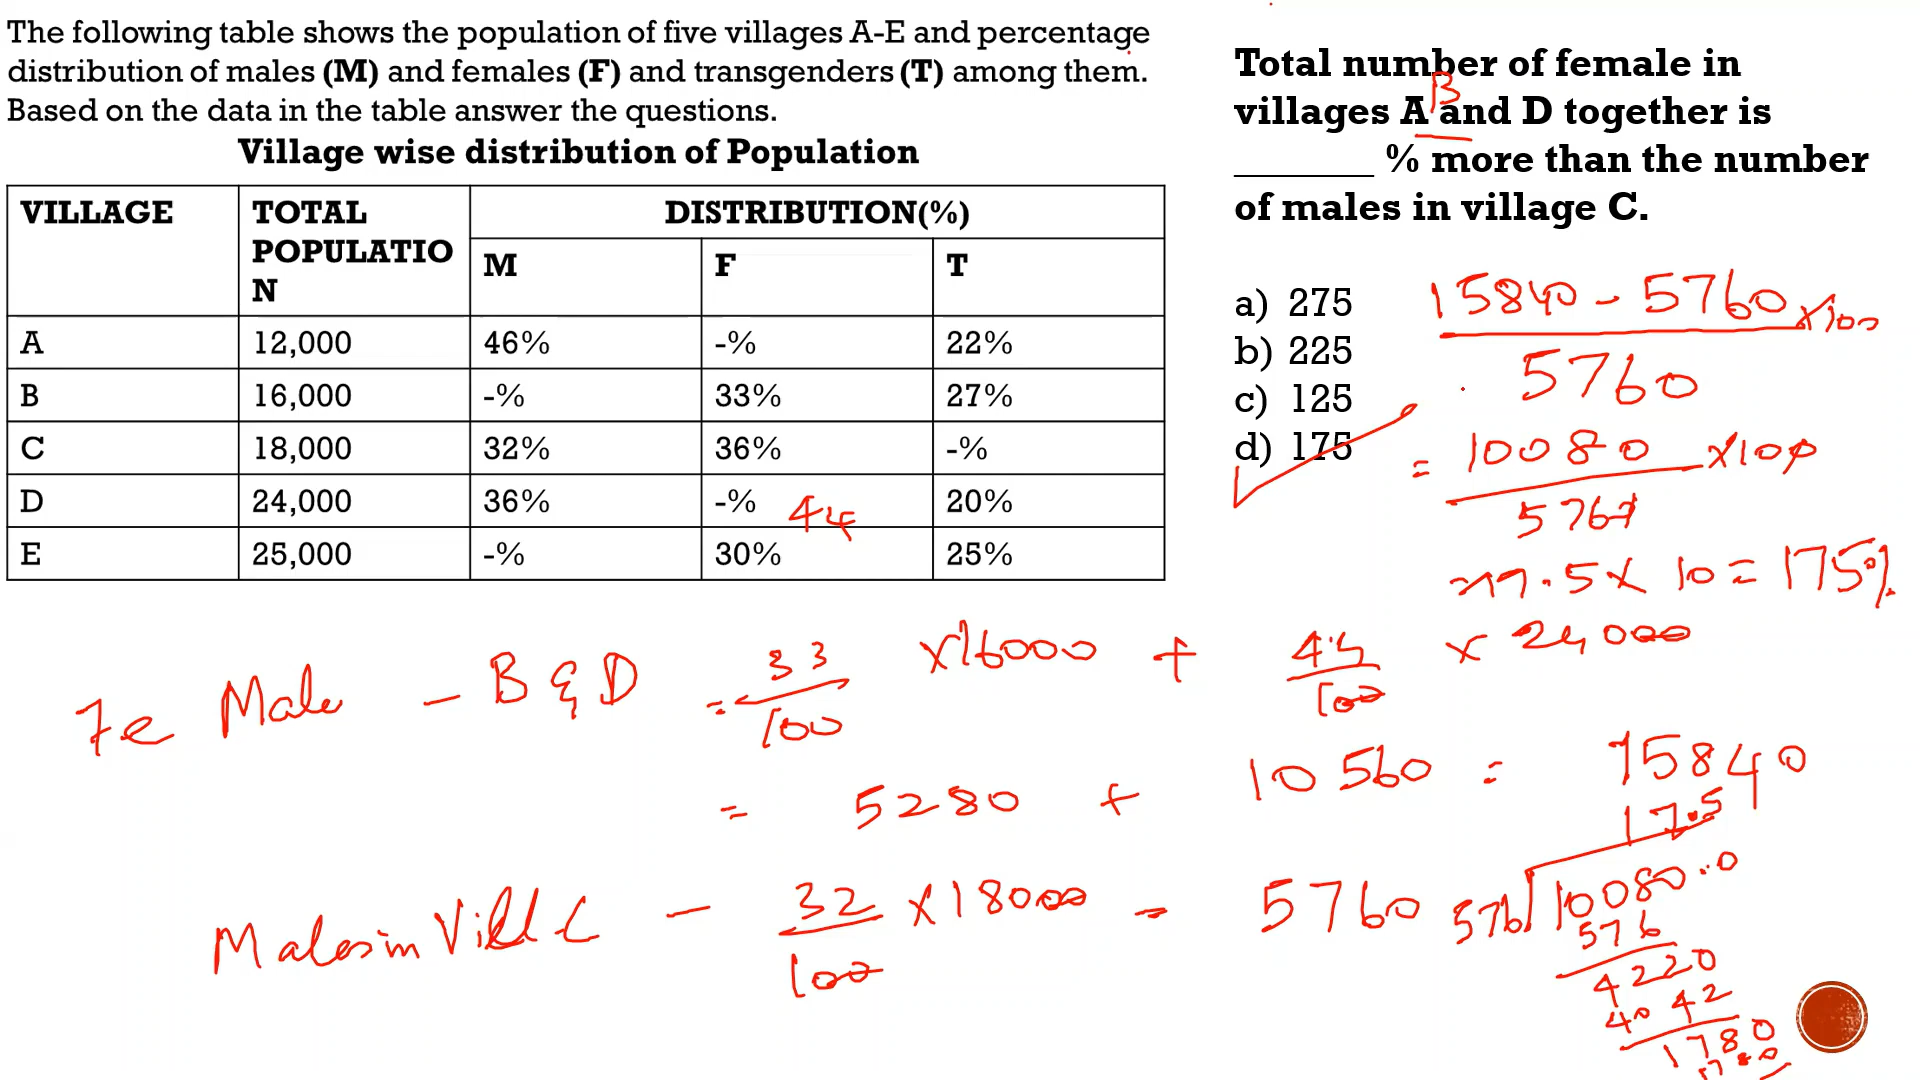 The following table shows the population of five villages A-E and percentage
distribution of males (M) and females (F) and transgenders (T) among them.
Based on the data in the table answer the questions.
Village wise distribution of Population
VILLAGE TOTAL POPULATIO N DISTRIBUTION(%)
M F T
A 12,000 46% -% 22%
B 16,000 -% 33% 27%
C 18,000 32% 36% -%
D 24,000 36% -% 44 20%
E 25,000 -% 30% 25%
Total number of female in
B
villages A and D together is
_______ % more than the number
of males in village C.
a) 275
b) 225
c) 125
d) 175
15840 - 5760 x100
5760
= 10080 x100
576
17.5 x 10 = 175%
Fe Male - B & D = 33/100 x16000 + 44/100 x 24000
= 5280 + 10560 = 15840
Males in Vill C - 32/100 x18000 = 5760
17.5
576 10080.0
576
4220
4042
1780